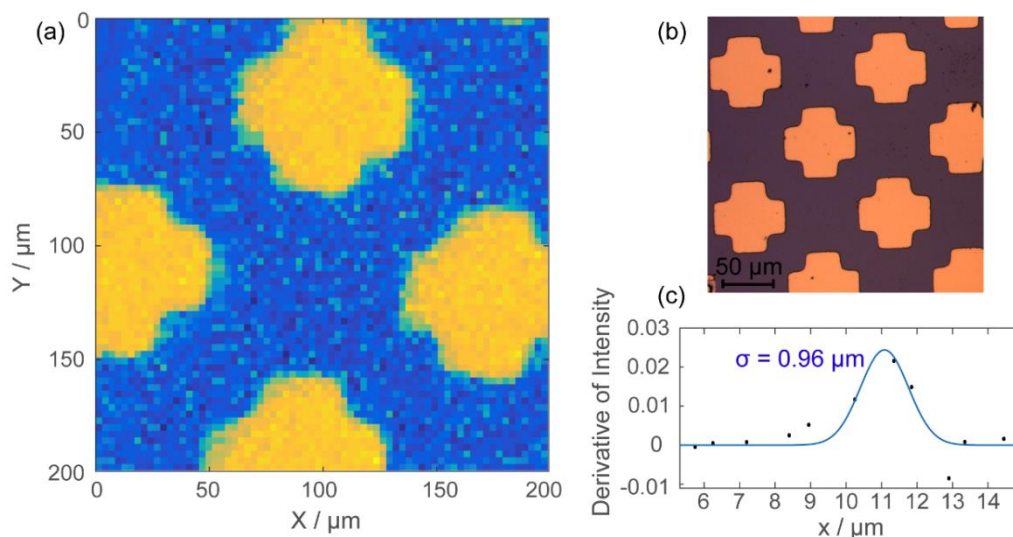 (a)
0
50
100
150
200
Y / µm
0
50
100
150
200
X / µm
(b)
50 µm
(c)
0.03
0.02
0.01
0
-0.01
Derivative of Intensity
σ = 0.96 µm
6
7
8
9
10
11
12
13
14
x / µm